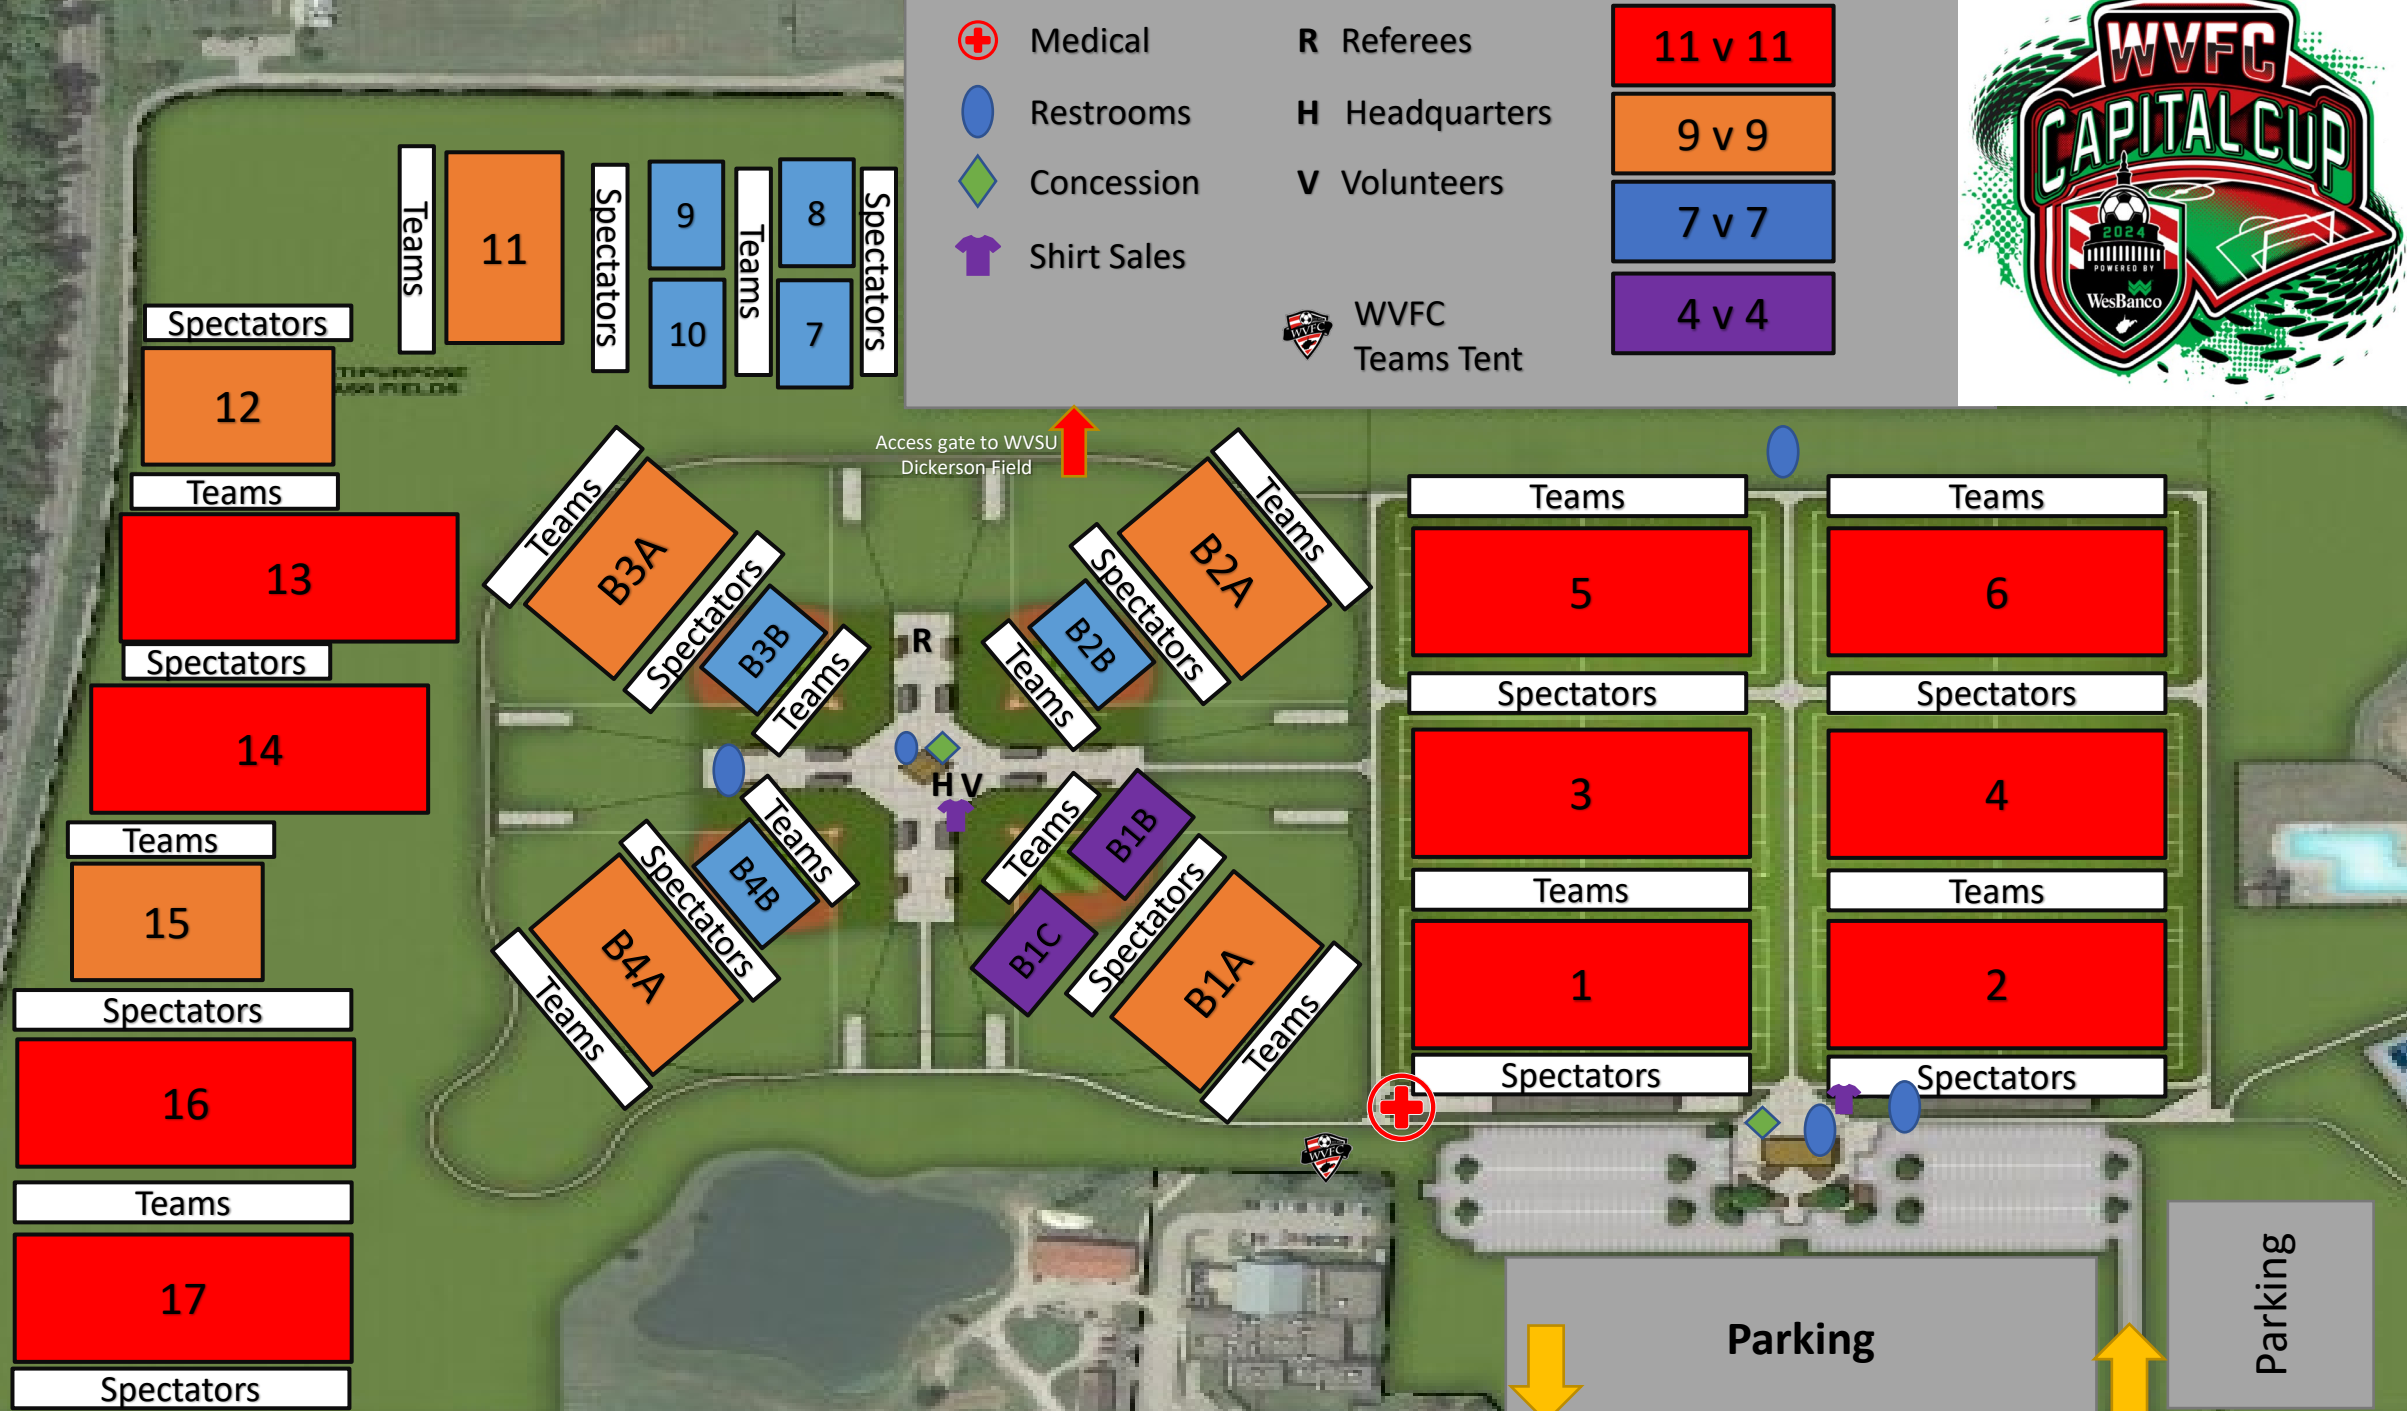 Medical
Restrooms
Concession
Shirt Sales
R Referees
H Headquarters
V Volunteers
WVFC
WVFC
Teams Tent
11 v 11
9 v 9
7 v 7
4 v 4
WVFC
CAPITAL CUP
2024
POWERED BY
WesBanco
Teams
11
Spectators
9
10
Teams
8
7
Spectators
Spectators
12
Teams
13
Spectators
14
Teams
15
Spectators
16
Teams
17
Spectators
Access gate to WVSU
Dickerson Field
Teams
B3A
Spectators
B3B
Teams
R
Teams
B2A
Spectators
B2B
Teams
H V
Teams
B4B
Spectators
B4A
Teams
Teams
B1B
B1C
Spectators
B1A
Teams
Teams
5
Spectators
3
Teams
1
Spectators
Teams
6
Spectators
4
Teams
2
Spectators
WVFC
Parking
Parking